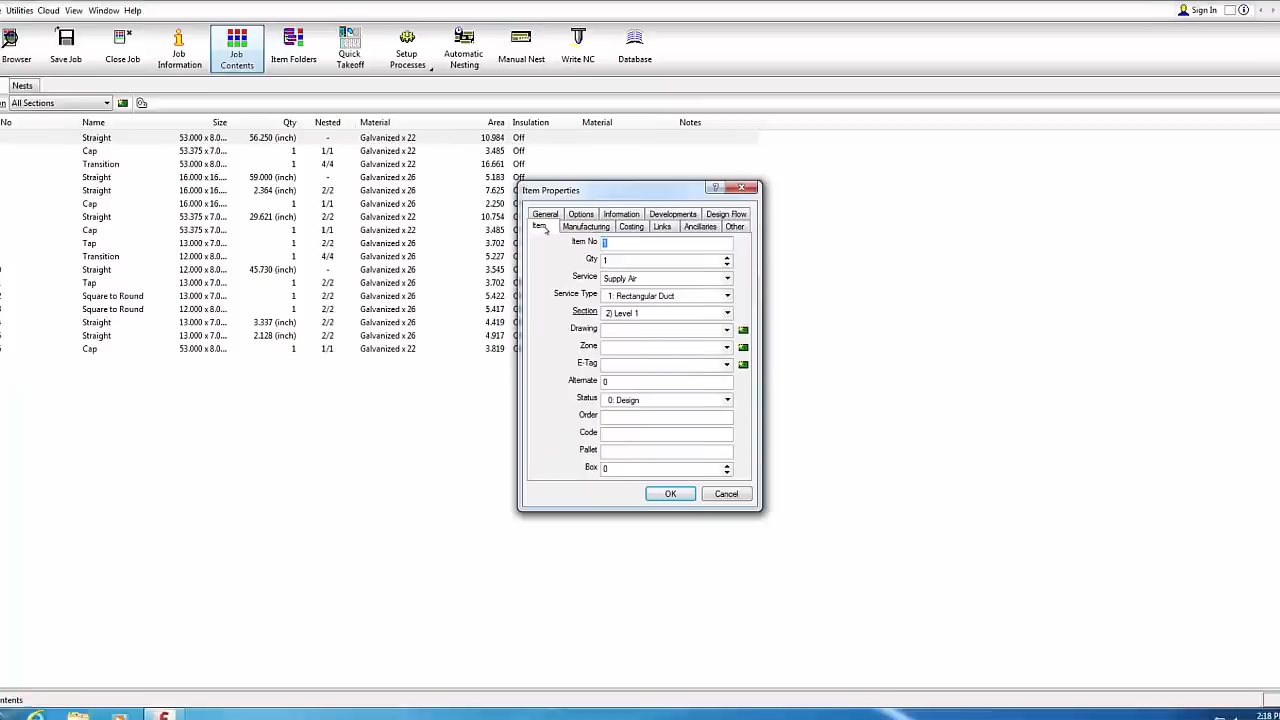 Utilities Cloud View Window Help Sign In
Browser Save Job Close Job Job Information Job Contents Item Folders Quick Takeoff Setup Processes Automatic Nesting Manual Nest Write NC Database
Nests
All Sections
No Name Size Qty Nested Material Area Insulation Material Notes
Straight 53.000 x 8.0... 56.250 (inch) - Galvanized x 22 10.984 Off
Cap 53.375 x 7.0... 1 1/1 Galvanized x 22 3.485 Off
Transition 53.000 x 8.0... 1 4/4 Galvanized x 22 16.661 Off
Straight 16.000 x 16.... 59.000 (inch) - Galvanized x 26 5.183 Off
Straight 16.000 x 16.... 2.364 (inch) 2/2 Galvanized x 26 7.625
Cap 16.000 x 16.... 1 1/1 Galvanized x 26 2.250
Straight 53.375 x 7.0... 29.621 (inch) 2/2 Galvanized x 22 10.754
Cap 53.375 x 7.0... 1 1/1 Galvanized x 22 3.485
Tap 13.000 x 7.0... 1 2/2 Galvanized x 26 3.702
Transition 12.000 x 8.0... 1 4/4 Galvanized x 26 5.227
Straight 12.000 x 8.0... 45.730 (inch) - Galvanized x 26 3.545
Tap 13.000 x 7.0... 1 2/2 Galvanized x 26 3.702
Square to Round 13.000 x 8.0... 1 2/2 Galvanized x 26 5.422
Square to Round 12.000 x 8.0... 1 2/2 Galvanized x 26 5.417
Straight 13.000 x 7.0... 3.337 (inch) 2/2 Galvanized x 26 4.419
Straight 13.000 x 7.0... 2.128 (inch) 2/2 Galvanized x 26 4.917
Cap 53.000 x 8.0... 1 1/1 Galvanized x 22 3.819
Item Properties
General Options Information Developments Design Flow
Item Manufacturing Costing Links Ancillaries Other
Item No 1
Qty 1
Service Supply Air
Service Type 1: Rectangular Duct
Section 2) Level 1
Drawing
Zone
E-Tag
Alternate 0
Status 0: Design
Order
Code
Pallet
Box 0
OK Cancel
ntents
2:18 PM